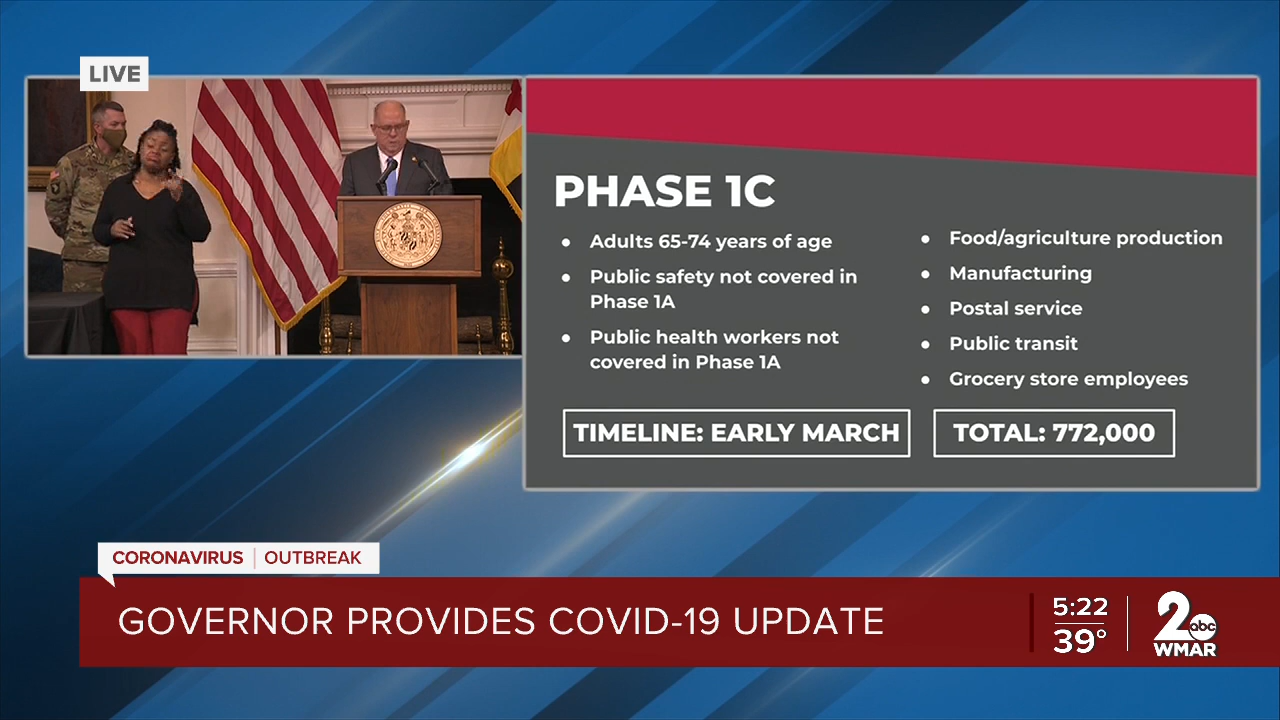 LIVE
PHASE 1C
• Adults 65-74 years of age
• Public safety not covered in
Phase 1A
• Public health workers not
covered in Phase 1A
• Food/agriculture production
• Manufacturing
• Postal service
• Public transit
• Grocery store employees
TIMELINE: EARLY MARCH
TOTAL: 772,000
CORONAVIRUS | OUTBREAK
GOVERNOR PROVIDES COVID-19 UPDATE
5:22
39°
2 abc
WMAR